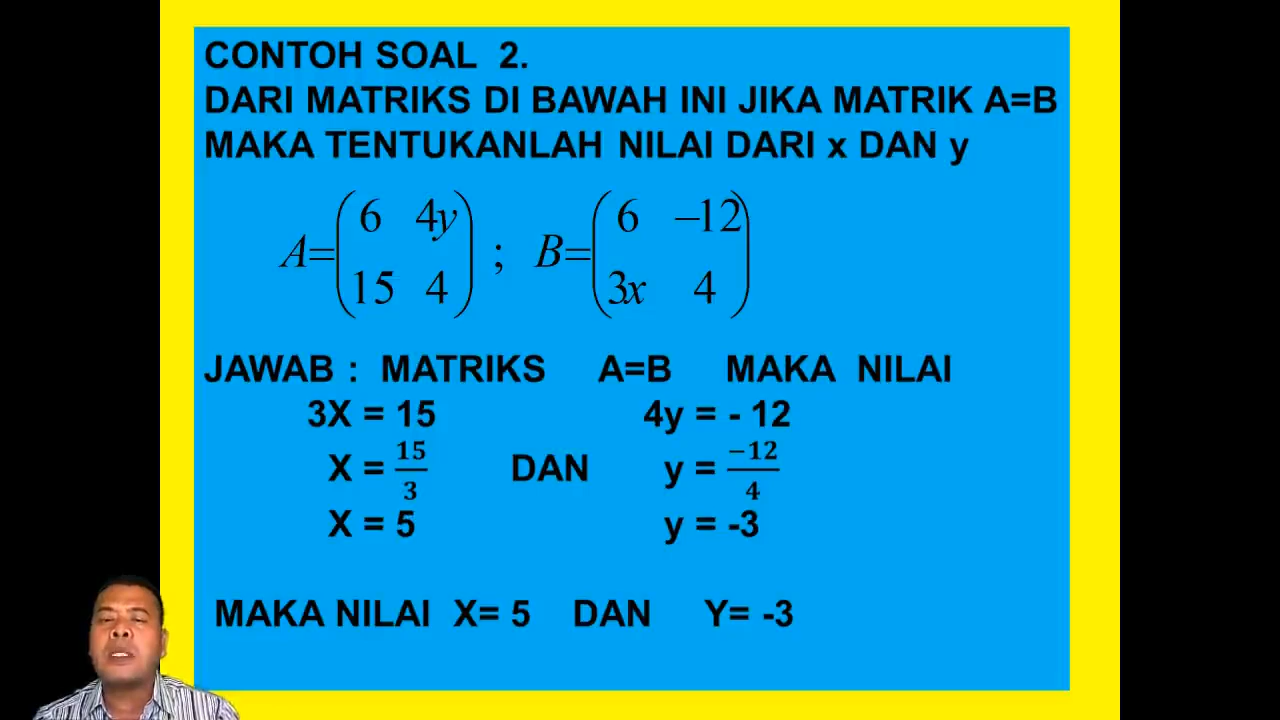 CONTOH SOAL 2.
DARI MATRIKS DI BAWAH INI JIKA MATRIK A=B
MAKA TENTUKANLAH NILAI DARI x DAN y
A=(6 4y; B=(6 –12
15 4) 3x 4)
JAWAB : MATRIKS A=B MAKA NILAI
3X = 15 4y = - 12
X = 15/3 DAN y = −12/4
X = 5 y = -3
MAKA NILAI X= 5 DAN Y= -3